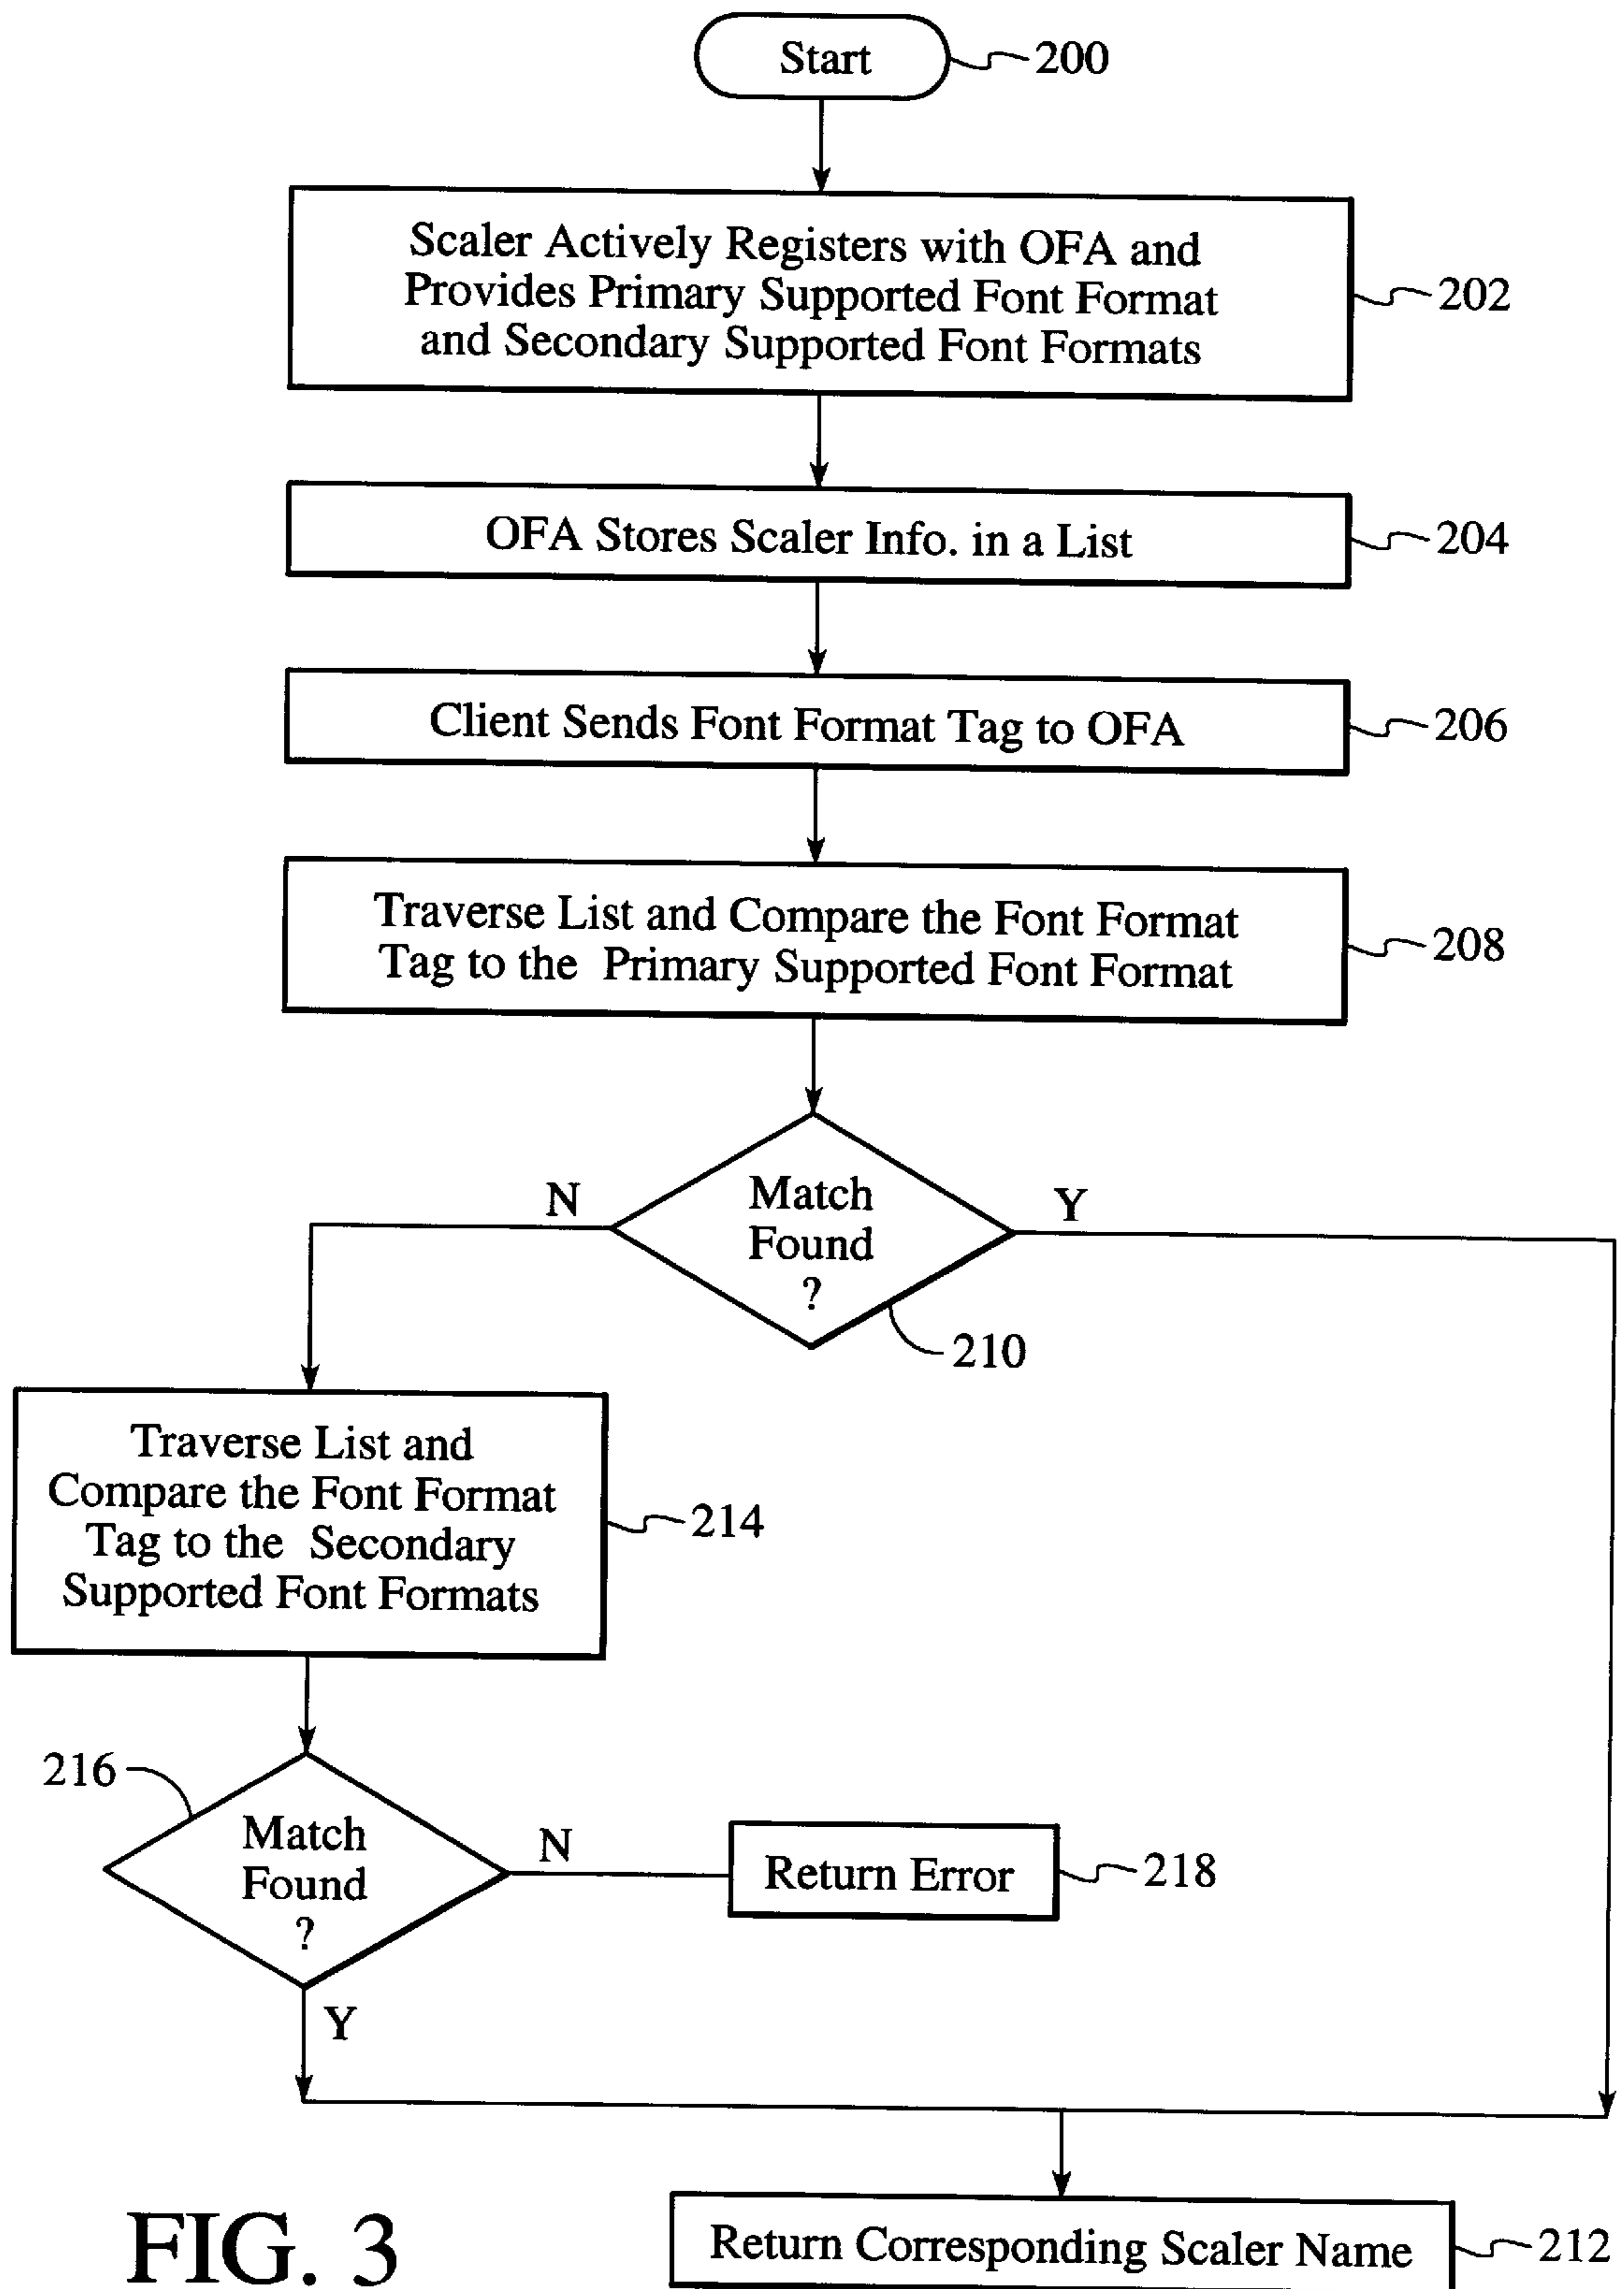 Start
200
Scaler Actively Registers with OFA and
Provides Primary Supported Font Format
and Secondary Supported Font Formats
202
OFA Stores Scaler Info. in a List
204
Client Sends Font Format Tag to OFA
206
Traverse List and Compare the Font Format
Tag to the Primary Supported Font Format
208
N
Match
Found
?
Y
210
Traverse List and
Compare the Font Format
Tag to the Secondary
Supported Font Formats
214
216
Match
Found
?
N
Return Error
218
Y
Return Corresponding Scaler Name
212
FIG. 3